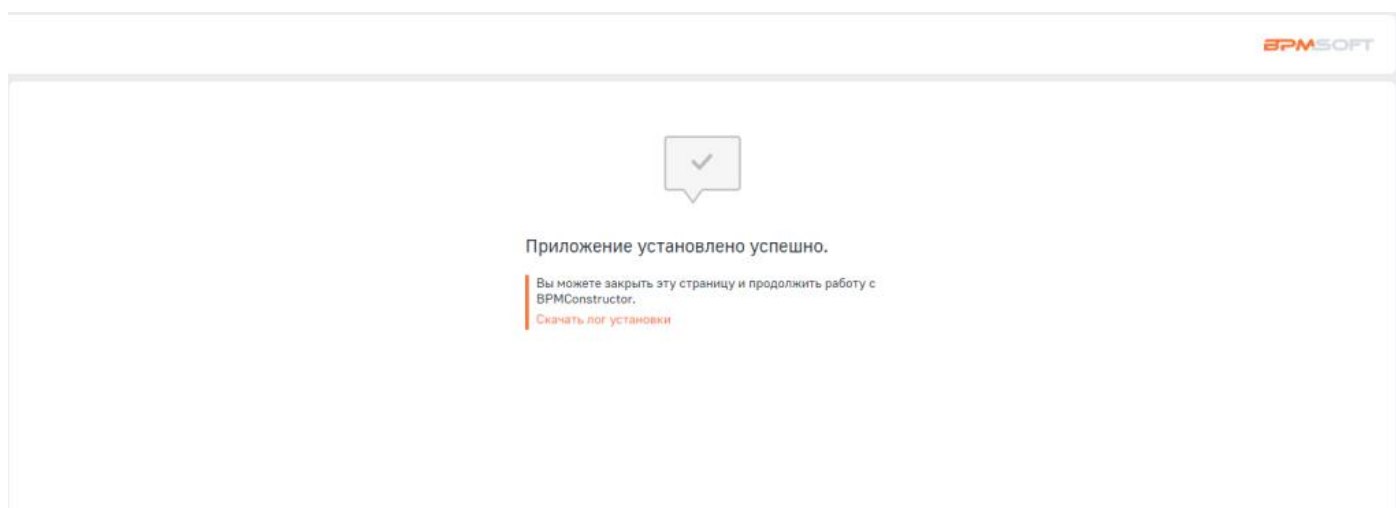 BPMSOFT
Приложение установлено успешно.
Вы можете закрыть эту страницу и продолжить работу с
BPMConstructor.
Скачать лог установки